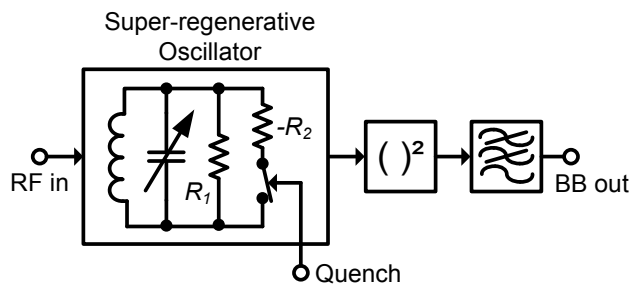 Super-regenerative
Oscillator
-R2
( )²
RF in
R1
BB out
Quench